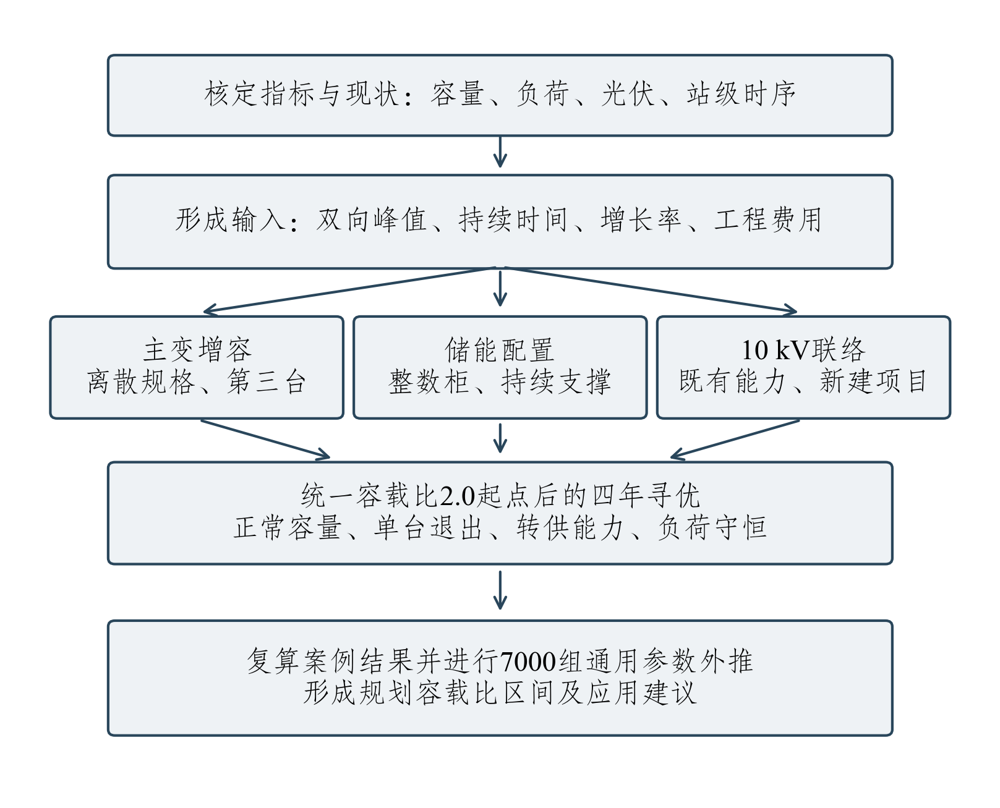 核定指标与现状：容量、负荷、光伏、站级时序
形成输入：双向峰值、持续时间、增长率、工程费用
主变增容
离散规格、第三台
储能配置
整数柜、持续支撑
10 kV联络
既有能力、新建项目
统一容载比2.0起点后的四年寻优
正常容量、单台退出、转供能力、负荷守恒
复算案例结果并进行7000组通用参数外推
形成规划容载比区间及应用建议